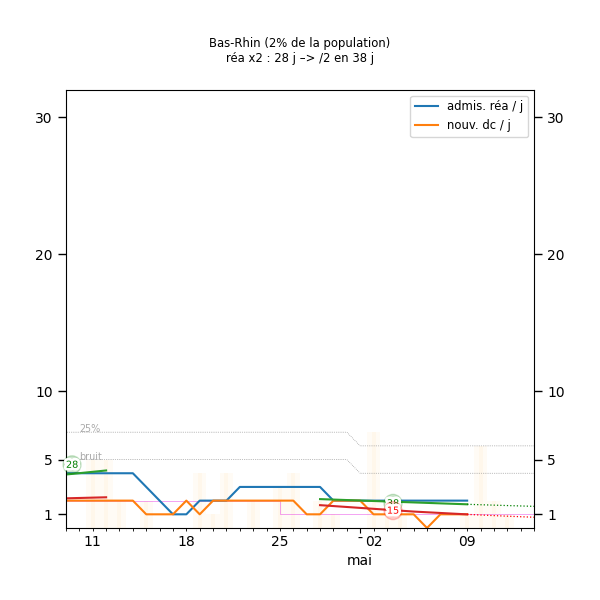 Bas-Rhin (2% de la population)
réa x2 : 28 j –> /2 en 38 j
admis. réa / j
nouv. dc / j
30 30
20 20
10 10
25%
bruit
5 5
28
38
15
1 1
11 18 25 02 09
mai